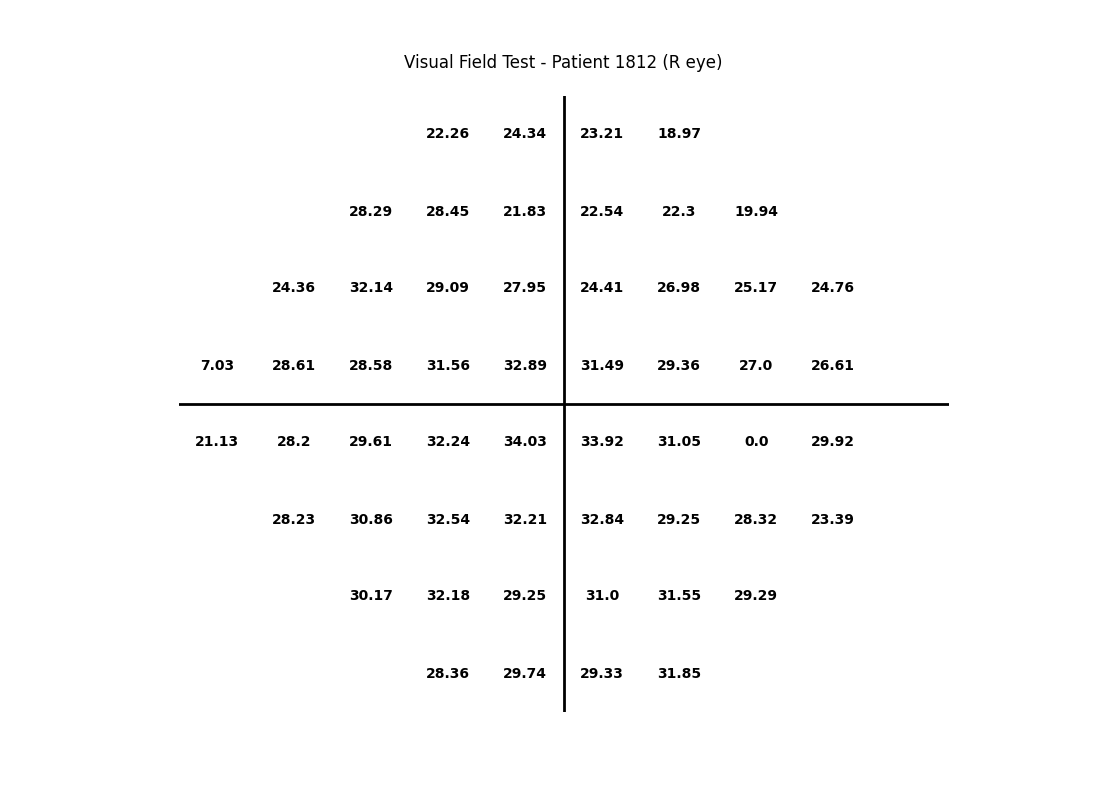 Visual Field Test - Patient 1812 (R eye)
22.26 24.34 23.21 18.97
28.29 28.45 21.83 22.54 22.3 19.94
24.36 32.14 29.09 27.95 24.41 26.98 25.17 24.76
7.03 28.61 28.58 31.56 32.89 31.49 29.36 27.0 26.61
21.13 28.2 29.61 32.24 34.03 33.92 31.05 0.0 29.92
28.23 30.86 32.54 32.21 32.84 29.25 28.32 23.39
30.17 32.18 29.25 31.0 31.55 29.29
28.36 29.74 29.33 31.85